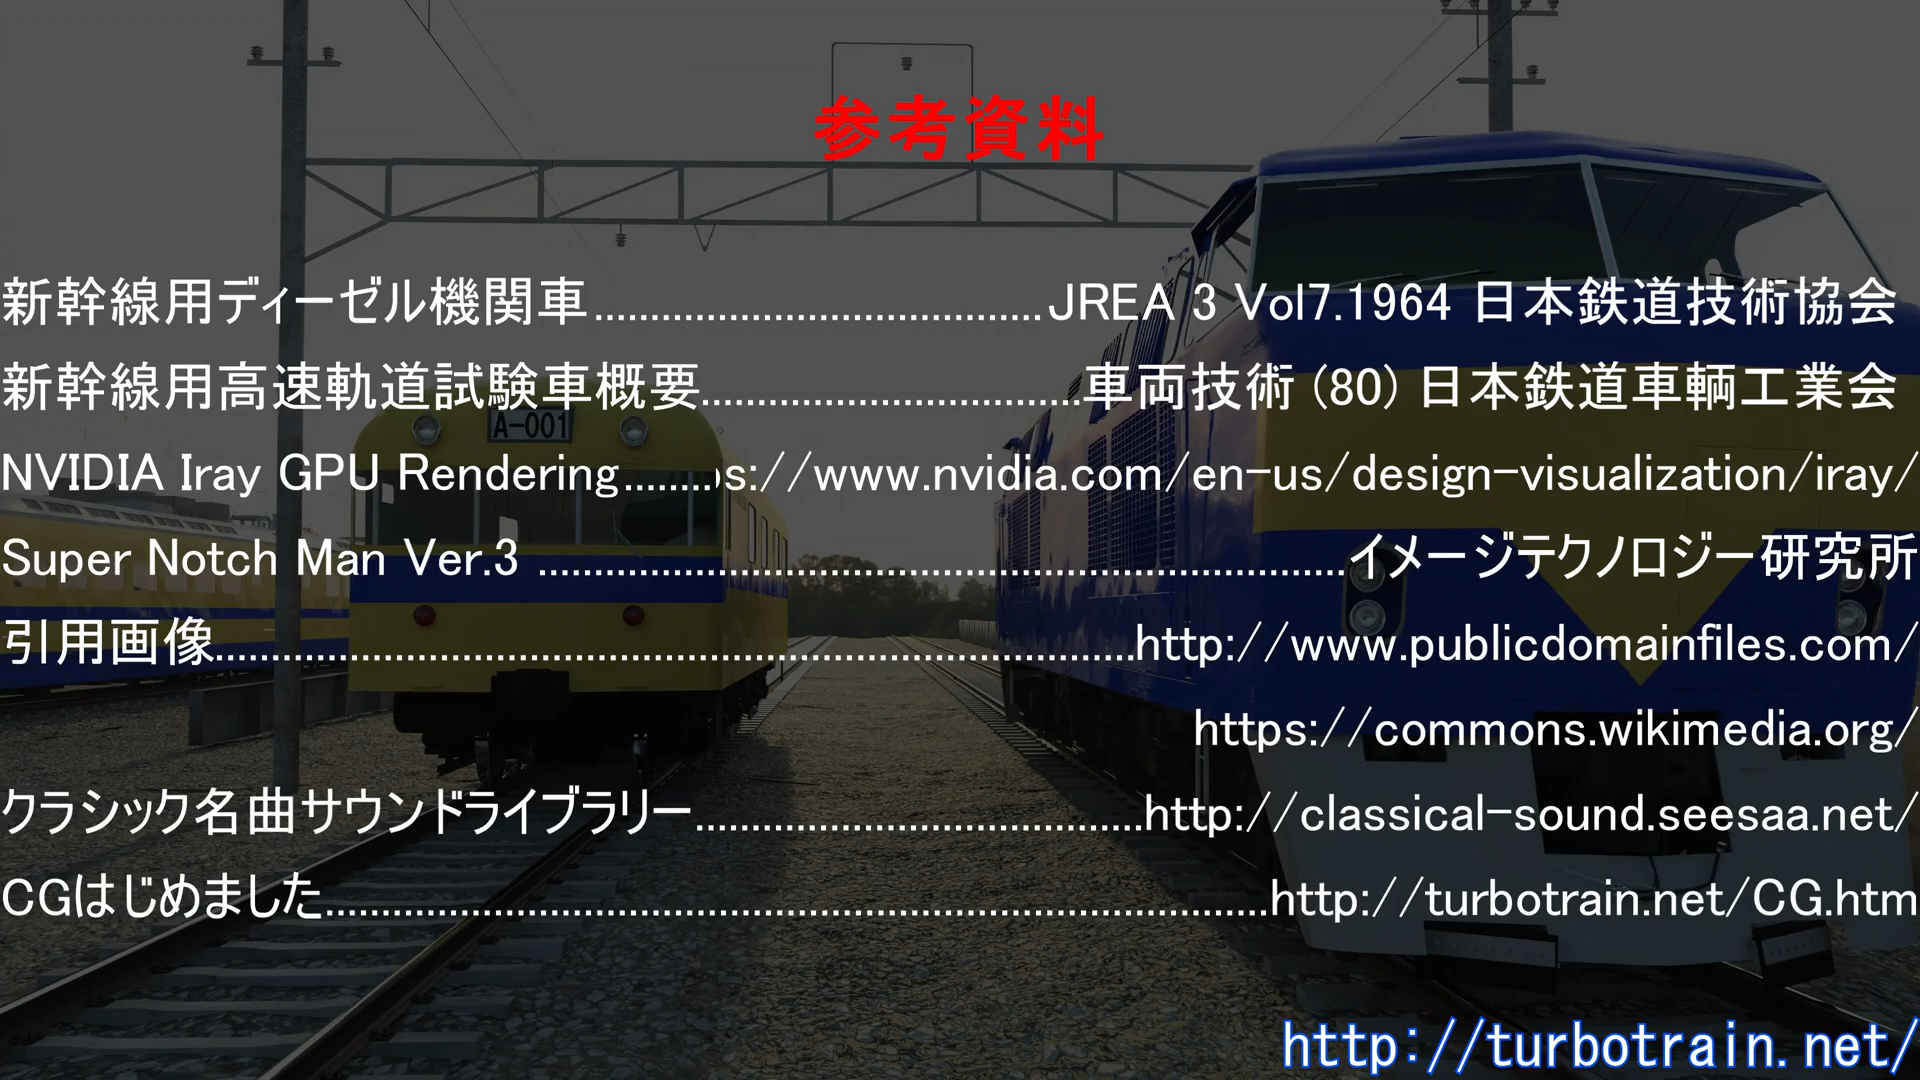 参考資料
新幹線用ディーゼル機関車........................................JREA 3 Vol7.1964 日本鉄道技術協会
新幹線用高速軌道試験車概要..................................車両技術 (80) 日本鉄道車輌工業会
A-001
NVIDIA Iray GPU Rendering........s://www.nvidia.com/en-us/design-visualization/iray/
Super Notch Man Ver.3 ........................................................................イメージテクノロジー研究所
引用画像..................................................................................http://www.publicdomainfiles.com/
https://commons.wikimedia.org/
クラシック名曲サウンドライブラリー........................................http://classical-sound.seesaa.net/
CGはじめました....................................................................................http://turbotrain.net/CG.htm
http://turbotrain.net/